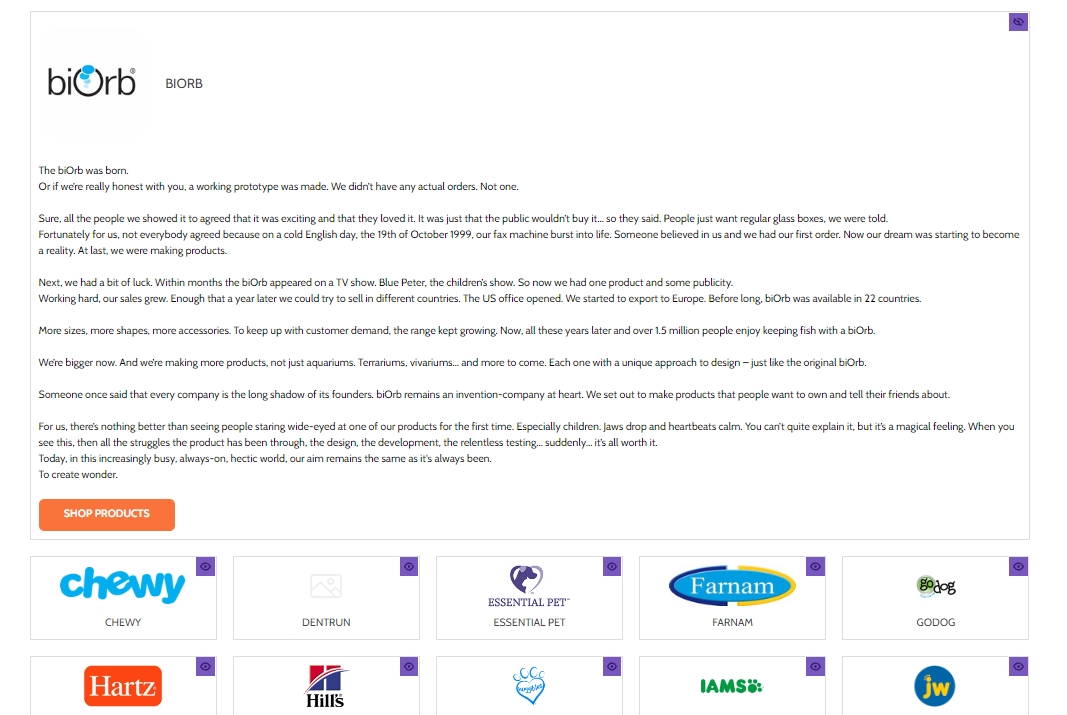 biOrb®
BIORB
The biOrb was born.
Or if we're really honest with you, a working prototype was made. We didn't have any actual orders. Not one.
Sure, all the people we showed it to agreed that it was exciting and that they loved it. It was just that the public wouldn't buy it... so they said. People just want regular glass boxes, we were told.
Fortunately for us, not everybody agreed because on a cold English day, the 19th of October 1999, our fax machine burst into life. Someone believed in us and we had our first order. Now our dream was starting to become
a reality. At last, we were making products.
Next, we had a bit of luck. Within months the biOrb appeared on a TV show. Blue Peter, the children's show. So now we had one product and some publicity.
Working hard, our sales grew. Enough that a year later we could try to sell in different countries. The US office opened. We started to export to Europe. Before long, biOrb was available in 22 countries.
More sizes, more shapes, more accessories. To keep up with customer demand, the range kept growing. Now, all these years later and over 1.5 million people enjoy keeping fish with a biOrb.
We're bigger now. And we're making more products, not just aquariums. Terrariums, vivariums... and more to come. Each one with a unique approach to design – just like the original biOrb.
Someone once said that every company is the long shadow of its founders. biOrb remains an invention-company at heart. We set out to make products that people want to own and tell their friends about.
For us, there's nothing better than seeing people staring wide-eyed at one of our products for the first time. Especially children. Jaws drop and heartbeats calm. You can't quite explain it, but it's a magical feeling. When you
see this, then all the struggles the product has been through, the design, the development, the relentless testing... suddenly... it's all worth it.
Today, in this increasingly busy, always-on, hectic world, our aim remains the same as it's always been.
To create wonder.
SHOP PRODUCTS
chewy
ESSENTIAL PET™
Farnam
godog
CHEWY
DENTRUN
ESSENTIAL PET
FARNAM
GODOG
Hartz
Hill's
IAMS
jw